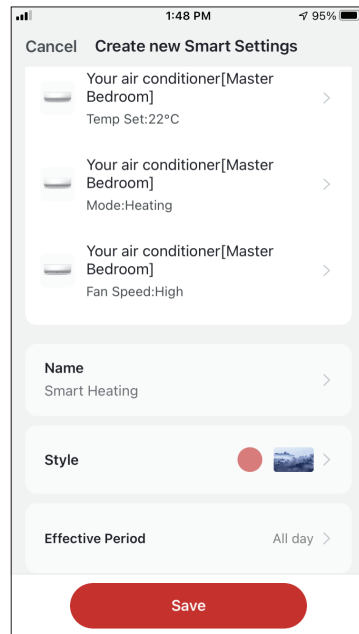 1:48 PM
95%
Cancel Create new Smart Settings
Your air conditioner[Master
Bedroom]
Temp Set:22°C
Your air conditioner[Master
Bedroom]
Mode:Heating
Your air conditioner[Master
Bedroom]
Fan Speed:High
Name
Smart Heating
Style
Effective Period All day
Save